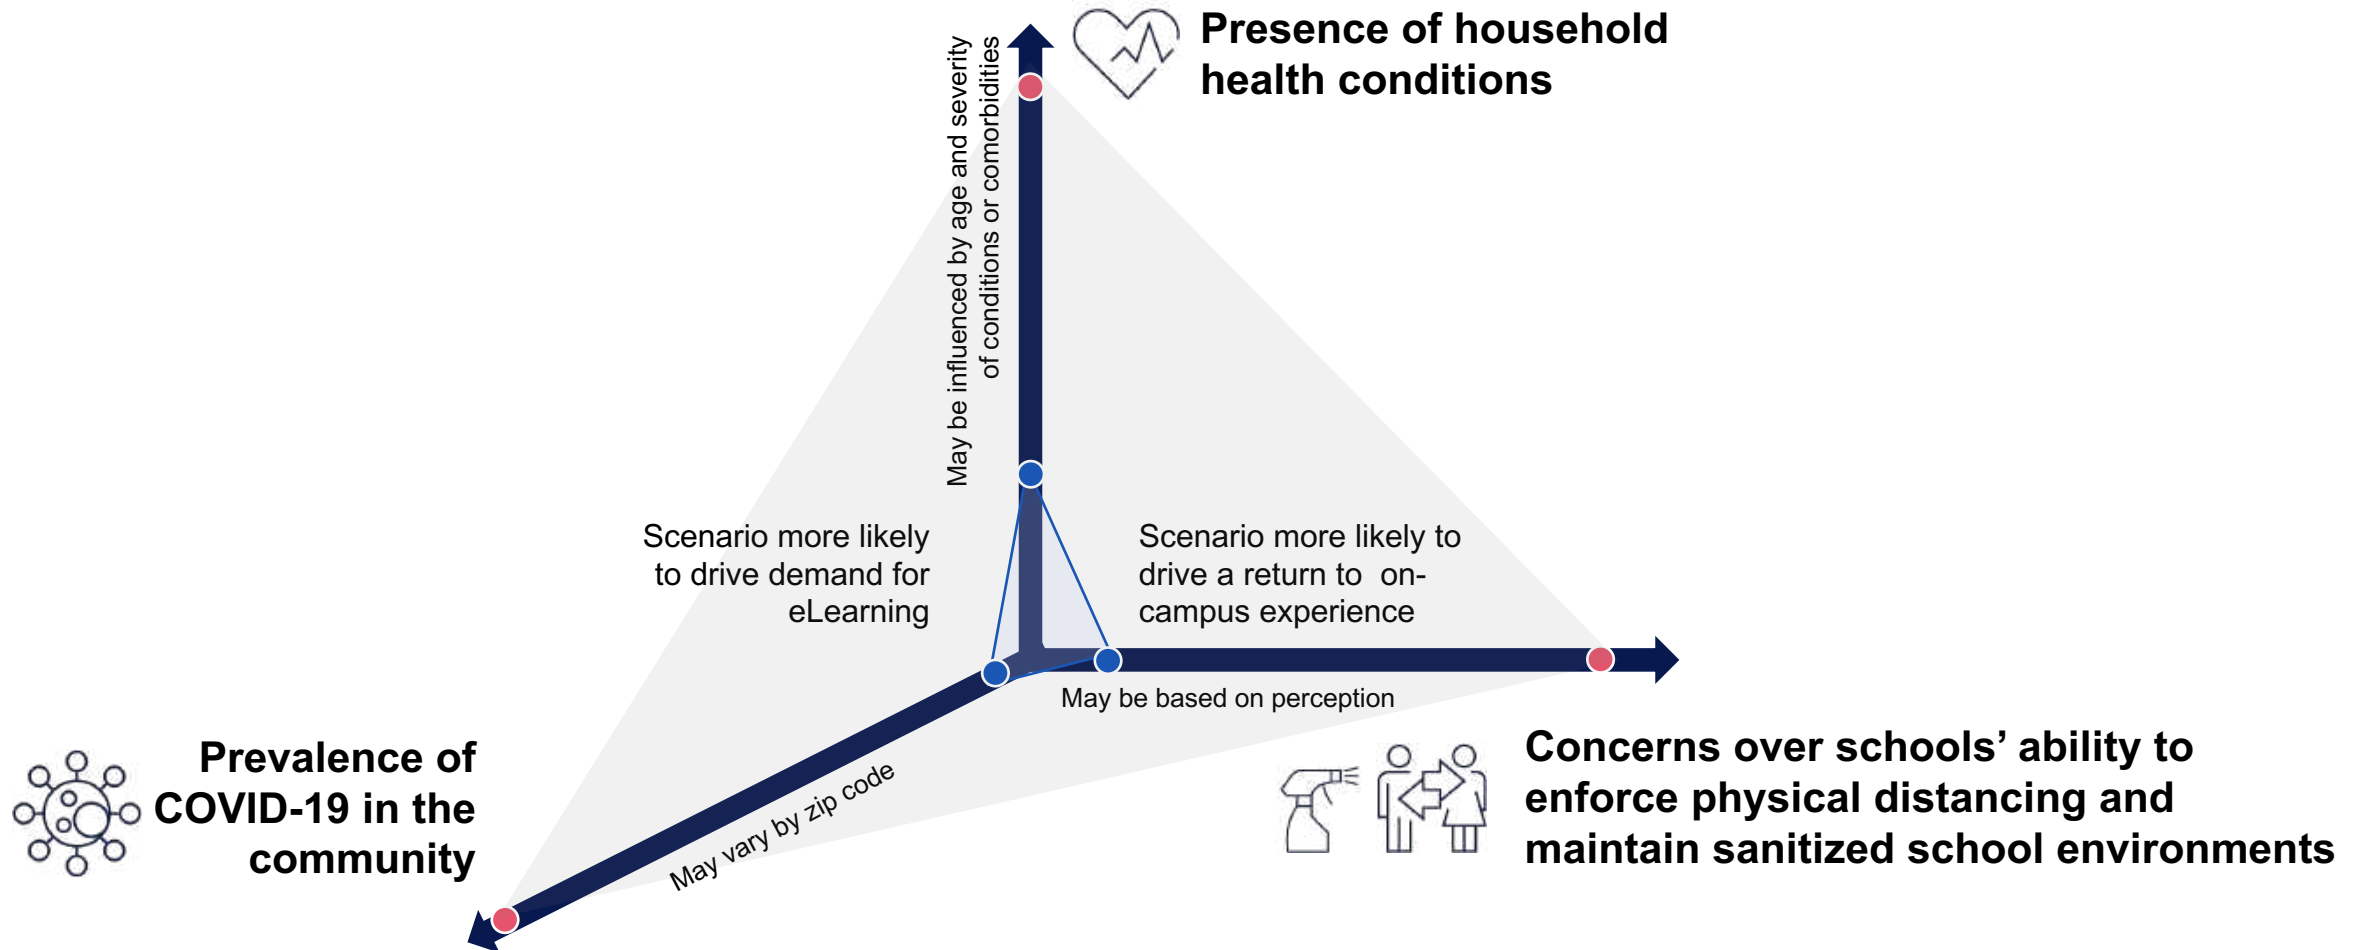 Presence of household
health conditions
May be influenced by age and severity
of conditions or comorbidities
Scenario more likely
to drive demand for
eLearning
Scenario more likely to
drive a return to  on-
campus experience
May be based on perception
Prevalence of
COVID-19 in the
community
May vary by zip code
Concerns over schools’ ability to
enforce physical distancing and
maintain sanitized school environments